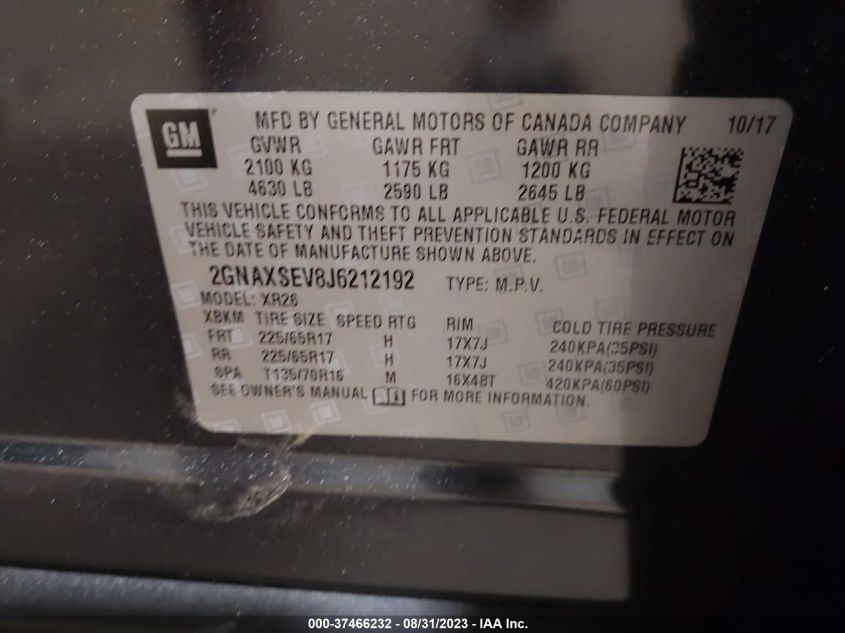 GM MFD BY GENERAL MOTORS OF CANADA COMPANY 10/17
GVWR GAWR FRT GAWR RR
2100 KG 1175 KG 1200 KG
4630 LB 2590 LB 2645 LB
THIS VEHICLE CONFORMS TO ALL APPLICABLE U.S. FEDERAL MOTOR
VEHICLE SAFETY AND THEFT PREVENTION STANDARDS IN EFFECT ON
THE DATE OF MANUFACTURE SHOWN ABOVE.
2GNAXSEV8J6212192 TYPE: M.P.V.
MODEL: XR26
XBKM TIRE SIZE SPEED RTG RIM COLD TIRE PRESSURE
FRT 225/65R17 H 17X7J 240KPA(35PSI)
RR 225/65R17 H 17X7J 240KPA(35PSI)
SPA T135/70R16 M 16X4BT 420KPA(60PSI)
SEE OWNER'S MANUAL FOR MORE INFORMATION.
000-37466232 - 08/31/2023 - IAA Inc.